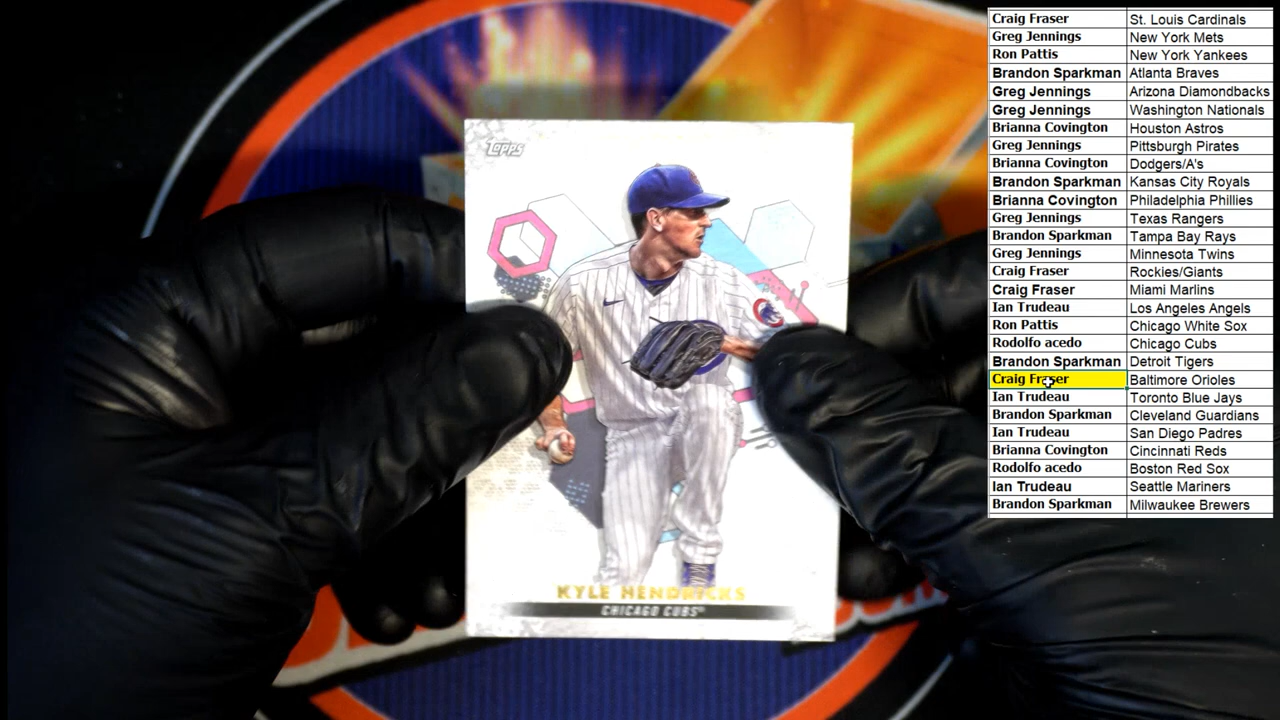 Topps
KYLE HENDRICKS
CHICAGO CUBS
Craig Fraser St. Louis Cardinals
Greg Jennings New York Mets
Ron Pattis New York Yankees
Brandon Sparkman Atlanta Braves
Greg Jennings Arizona Diamondbacks
Greg Jennings Washington Nationals
Brianna Covington Houston Astros
Greg Jennings Pittsburgh Pirates
Brianna Covington Dodgers/A's
Brandon Sparkman Kansas City Royals
Brianna Covington Philadelphia Phillies
Greg Jennings Texas Rangers
Brandon Sparkman Tampa Bay Rays
Greg Jennings Minnesota Twins
Craig Fraser Rockies/Giants
Craig Fraser Miami Marlins
Ian Trudeau Los Angeles Angels
Ron Pattis Chicago White Sox
Rodolfo acedo Chicago Cubs
Brandon Sparkman Detroit Tigers
Craig Fraser Baltimore Orioles
Ian Trudeau Toronto Blue Jays
Brandon Sparkman Cleveland Guardians
Ian Trudeau San Diego Padres
Brianna Covington Cincinnati Reds
Rodolfo acedo Boston Red Sox
Ian Trudeau Seattle Mariners
Brandon Sparkman Milwaukee Brewers